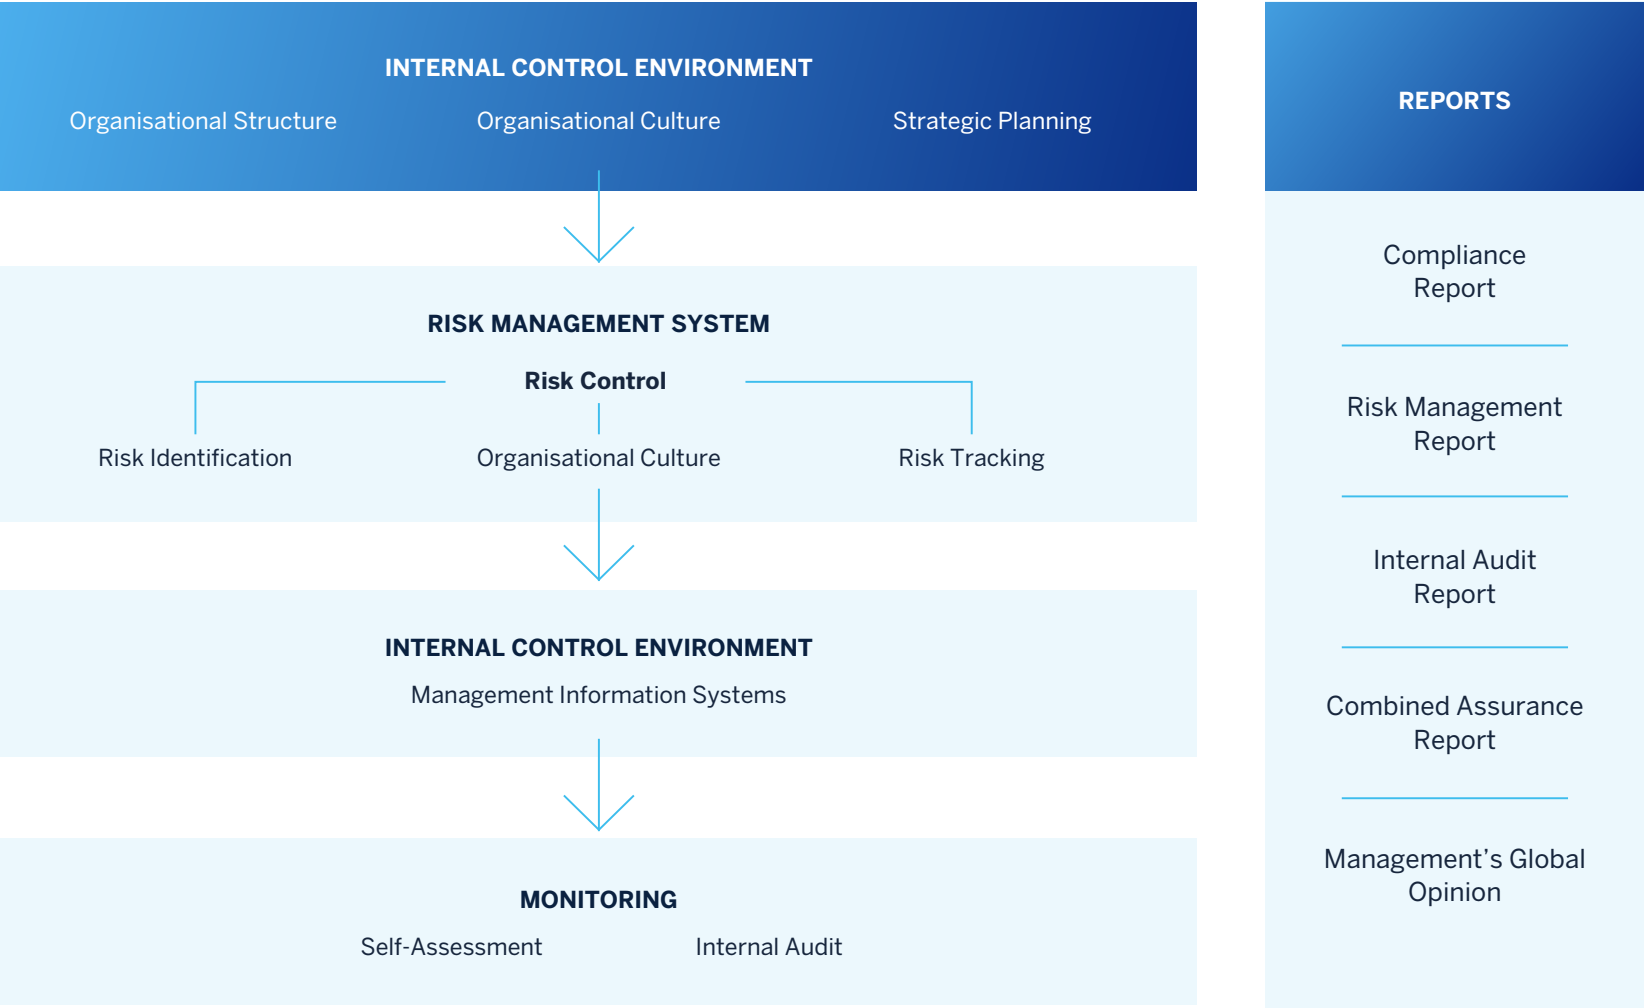 INTERNAL CONTROL ENVIRONMENT
Organisational Structure
Organisational Culture
Strategic Planning
RISK MANAGEMENT SYSTEM
Risk Control
Risk Identification
Organisational Culture
Risk Tracking
INTERNAL CONTROL ENVIRONMENT
Management Information Systems
MONITORING
Self-Assessment
Internal Audit
REPORTS
Compliance
Report
Risk Management
Report
Internal Audit
Report
Combined Assurance
Report
Management’s Global
Opinion